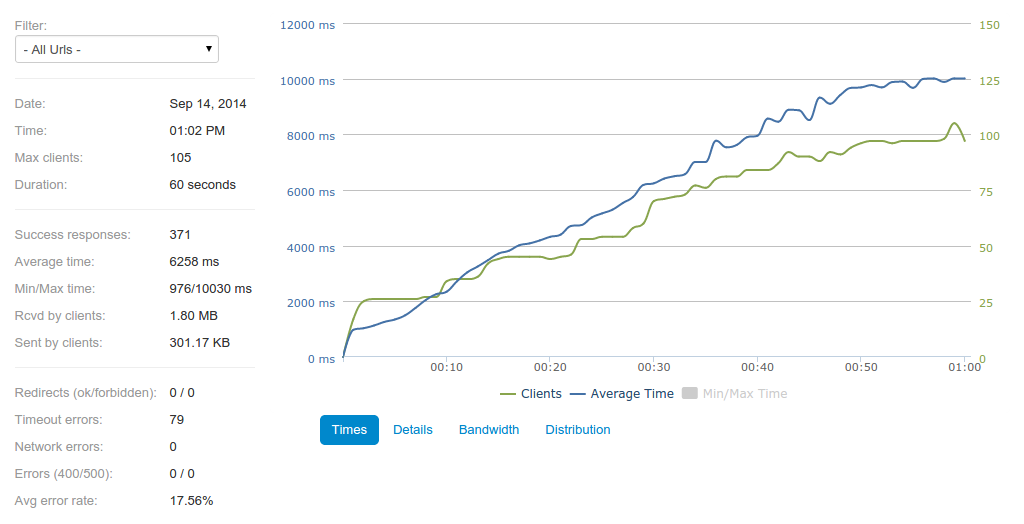 Filter:
- All Urls -
Date: Sep 14, 2014
Time: 01:02 PM
Max clients: 105
Duration: 60 seconds
Success responses: 371
Average time: 6258 ms
Min/Max time: 976/10030 ms
Rcvd by clients: 1.80 MB
Sent by clients: 301.17 KB
Redirects (ok/forbidden): 0 / 0
Timeout errors: 79
Network errors: 0
Errors (400/500): 0 / 0
Avg error rate: 17.56%
12000 ms 150
10000 ms 125
8000 ms 100
6000 ms 75
4000 ms 50
2000 ms 25
0 ms 0
00:10 00:20 00:30 00:40 00:50 01:00
Clients Average Time Min/Max Time
Times Details Bandwidth Distribution